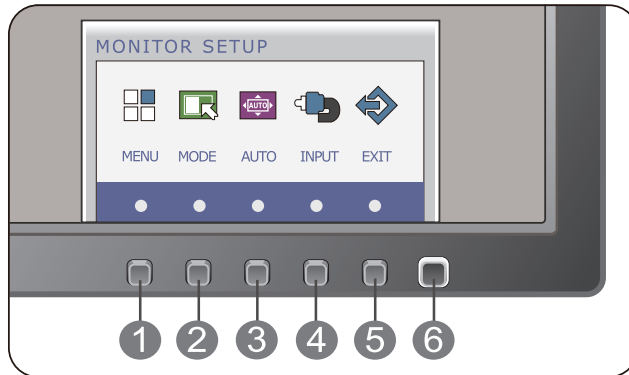 MONITOR SETUP
AUTO
MENU MODE AUTO INPUT EXIT
1 2 3 4 5 6